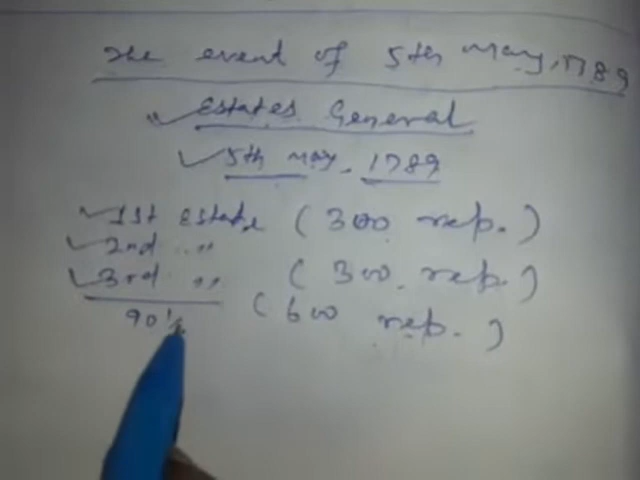 The event of 5th May, 1789
Estates General
5th May, 1789
1st Estate (300 rep.)
2nd " (300. rep.)
3rd " (600 rep.)
90%